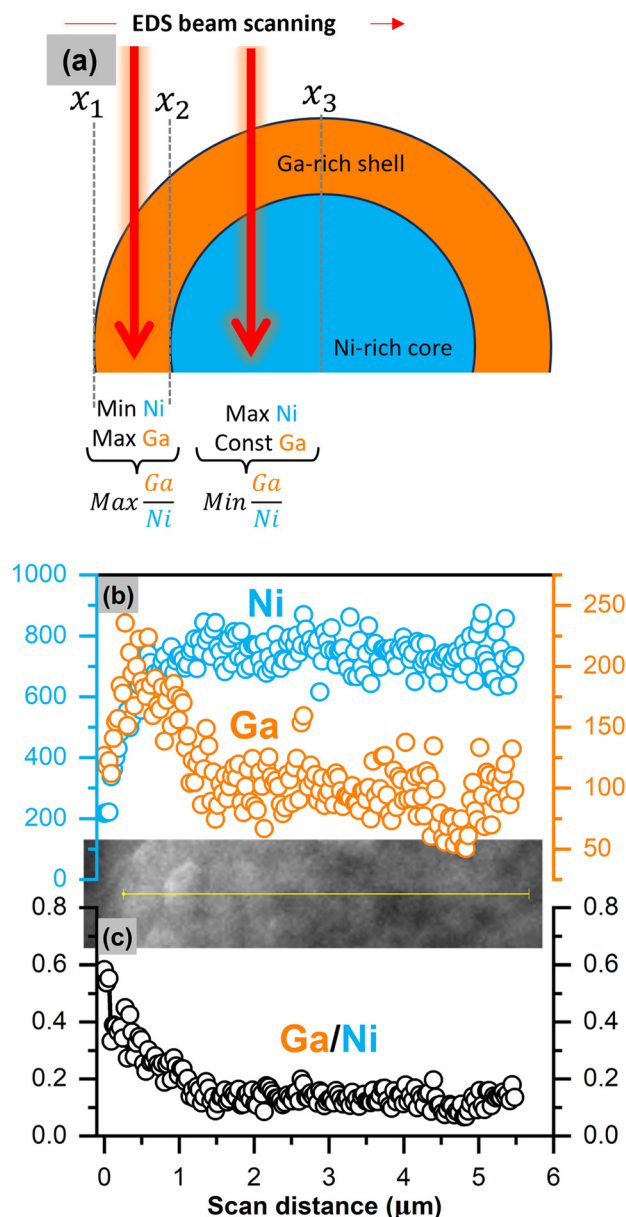 EDS beam scanning
(a)
x₁ x₂ x₃
Ga-rich shell
Ni-rich core
Min Ni
Max Ga
Max Ga/Ni
Max Ni
Const Ga
Min Ga/Ni
(b)
Ni
Ga
1000
800
600
400
200
0
250
200
150
100
50
(c)
Ga/Ni
0.8
0.6
0.4
0.2
0.0
0.8
0.6
0.4
0.2
0.0
0 1 2 3 4 5 6
Scan distance (μm)